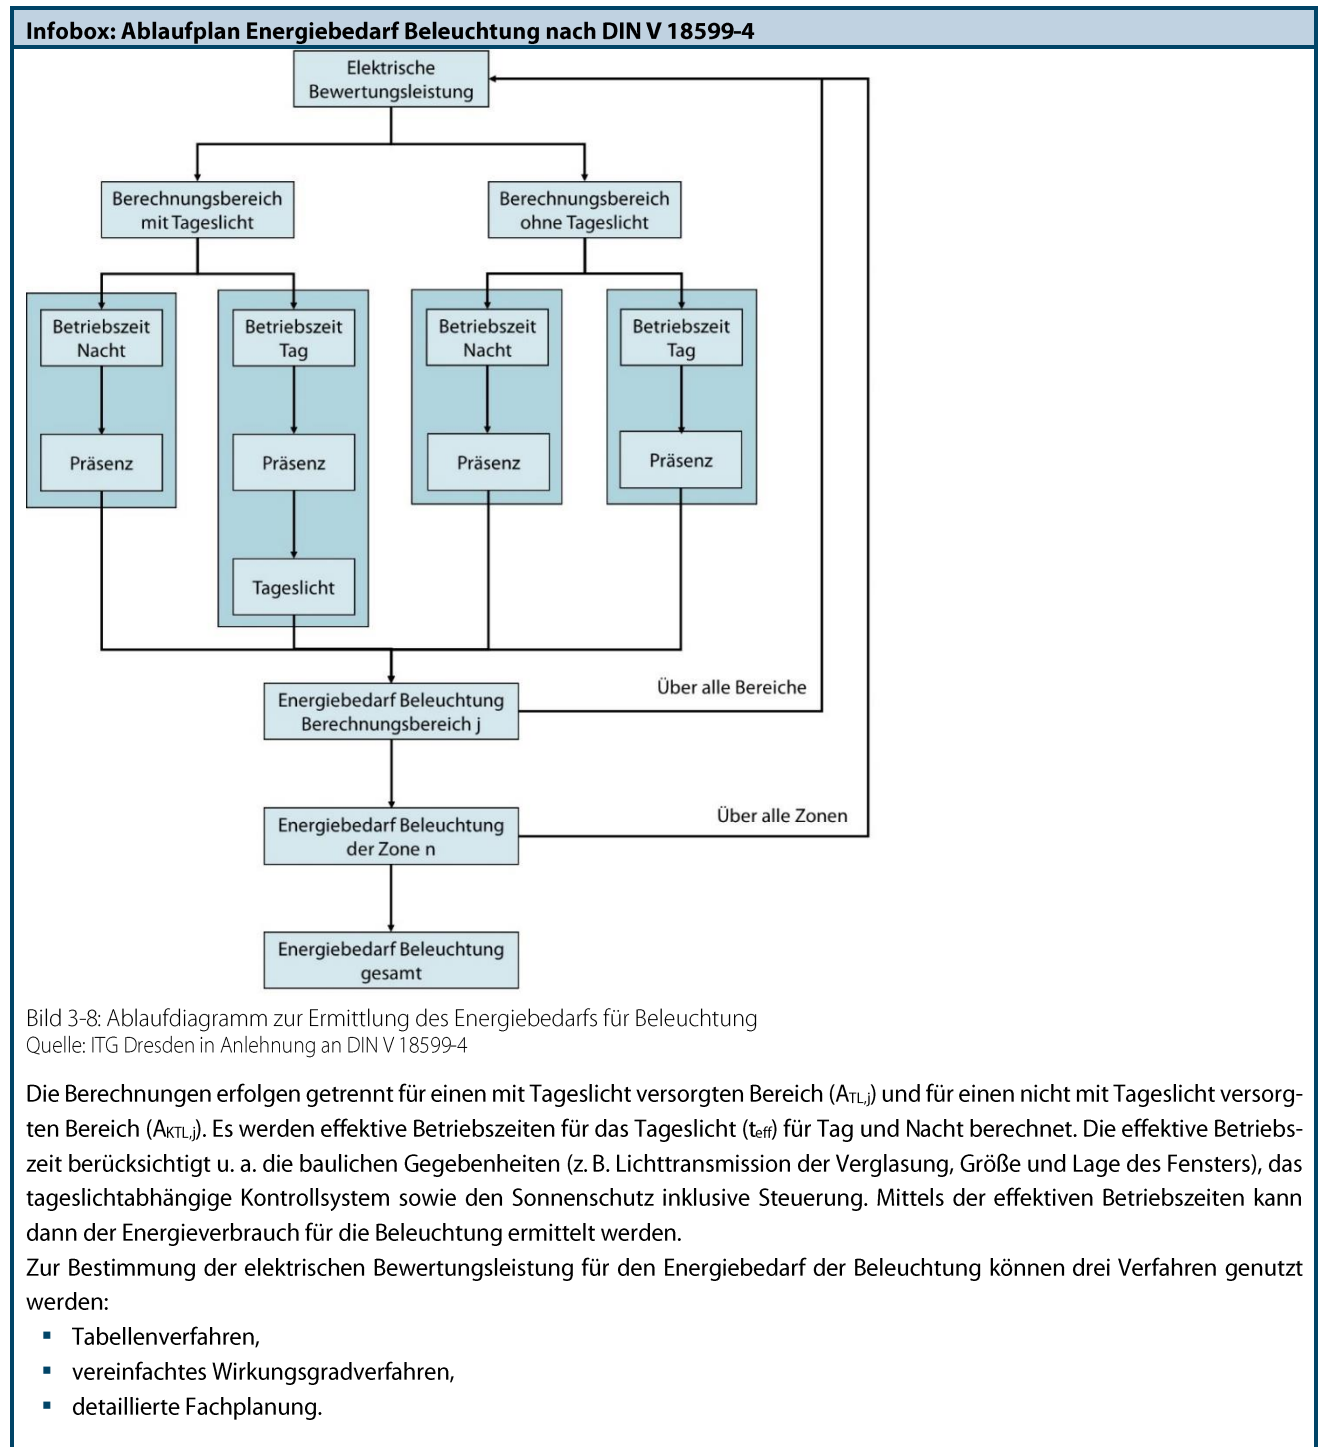 Infobox: Ablaufplan Energiebedarf Beleuchtung nach DIN V 18599-4
Elektrische
Bewertungsleistung
Berechnungsbereich
mit Tageslicht
Berechnungsbereich
ohne Tageslicht
Betriebszeit
Nacht
Betriebszeit
Tag
Betriebszeit
Nacht
Betriebszeit
Tag
Präsenz
Präsenz
Präsenz
Präsenz
Tageslicht
Über alle Bereiche
Energiebedarf Beleuchtung
Berechnungsbereich j
Über alle Zonen
Energiebedarf Beleuchtung
der Zone n
Energiebedarf Beleuchtung
gesamt
Bild 3-8: Ablaufdiagramm zur Ermittlung des Energiebedarfs für Beleuchtung
Quelle: ITG Dresden in Anlehnung an DIN V 18599-4
Die Berechnungen erfolgen getrennt für einen mit Tageslicht versorgten Bereich (ATL,j) und für einen nicht mit Tageslicht versorg-
ten Bereich (AKTL,j). Es werden effektive Betriebszeiten für das Tageslicht (teff) für Tag und Nacht berechnet. Die effektive Betriebs-
zeit berücksichtigt u. a. die baulichen Gegebenheiten (z. B. Lichttransmission der Verglasung, Größe und Lage des Fensters), das
tageslichtabhängige Kontrollsystem sowie den Sonnenschutz inklusive Steuerung. Mittels der effektiven Betriebszeiten kann
dann der Energieverbrauch für die Beleuchtung ermittelt werden.
Zur Bestimmung der elektrischen Bewertungsleistung für den Energiebedarf der Beleuchtung können drei Verfahren genutzt
werden:
▪ Tabellenverfahren,
▪ vereinfachtes Wirkungsgradverfahren,
▪ detaillierte Fachplanung.